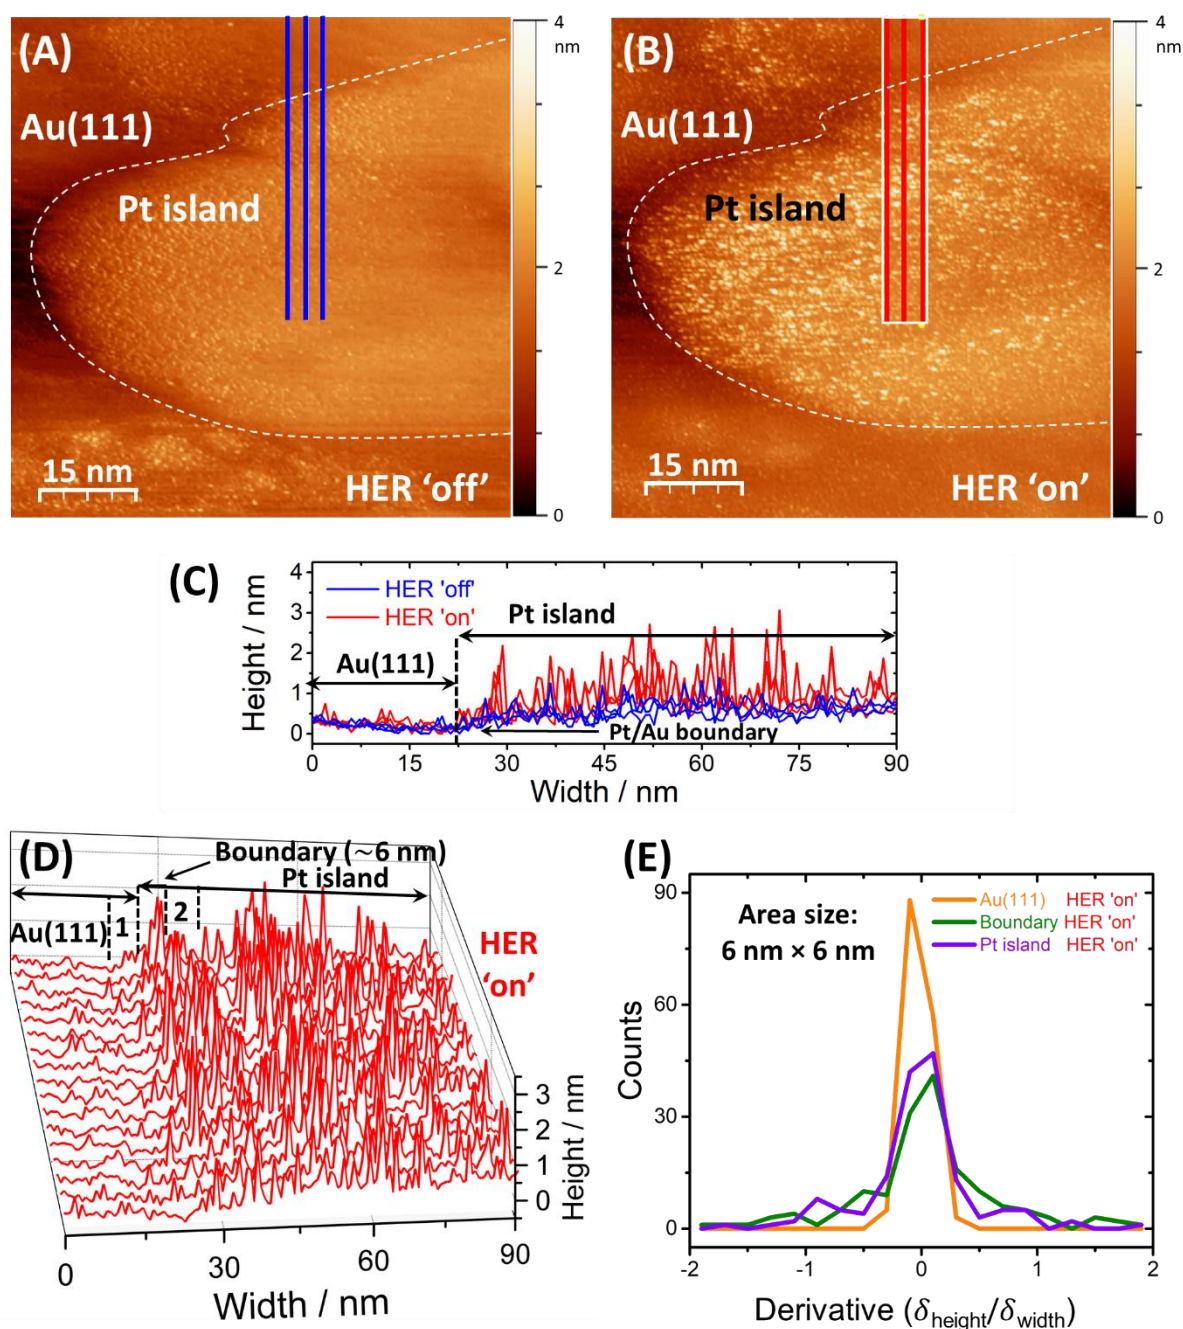 (A)
Au(111)
Pt island
15 nm
HER 'off'
4
nm
2
0
(B)
Au(111)
Pt island
15 nm
HER 'on'
4
nm
2
0
(C)
Height / nm
4
3
2
1
0
HER 'off'
HER 'on'
Pt island
Au(111)
Pt/Au boundary
0 15 30 45 60 75 90
Width / nm
(D)
Boundary (~6 nm)
Pt island
Au(111)
1
2
HER
'on'
3
2
1
0
Height / nm
0 30 90
Width / nm
(E)
Area size:
6 nm × 6 nm
Au(111) HER 'on'
Boundary HER 'on'
Pt island HER 'on'
Counts
90
60
30
0
-2 -1 0 1 2
Derivative (δheight/δwidth)